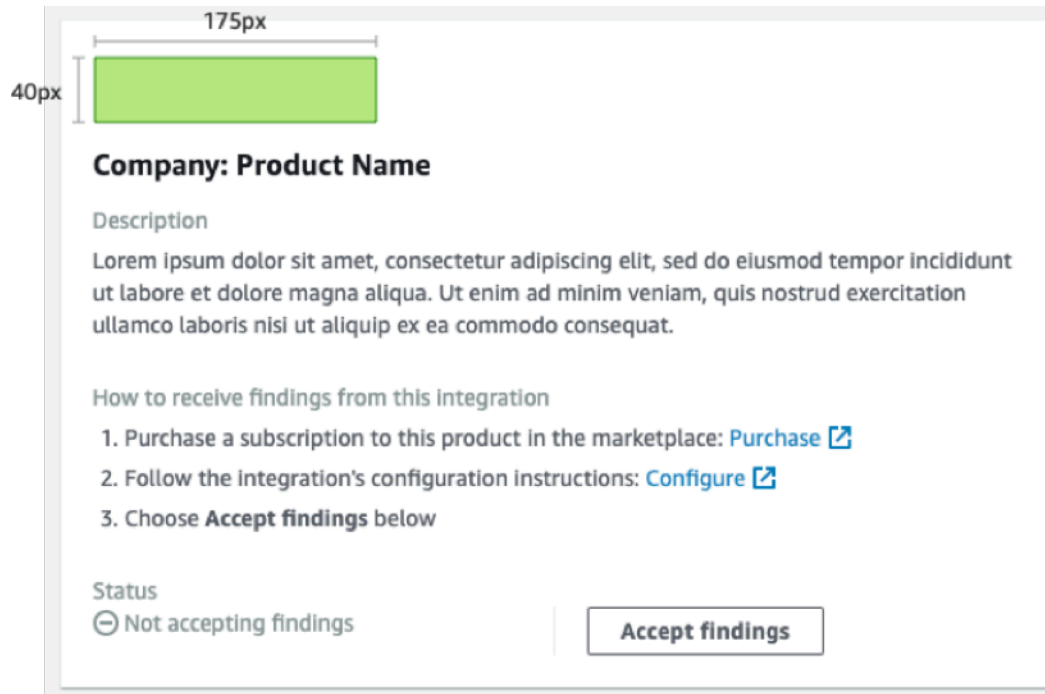 175px
40px
Company: Product Name
Description
Lorem ipsum dolor sit amet, consectetur adipiscing elit, sed do eiusmod tempor incididunt
ut labore et dolore magna aliqua. Ut enim ad minim veniam, quis nostrud exercitation
ullamco laboris nisi ut aliquip ex ea commodo consequat.
How to receive findings from this integration
1. Purchase a subscription to this product in the marketplace: Purchase
2. Follow the integration's configuration instructions: Configure
3. Choose Accept findings below
Status
Not accepting findings
Accept findings